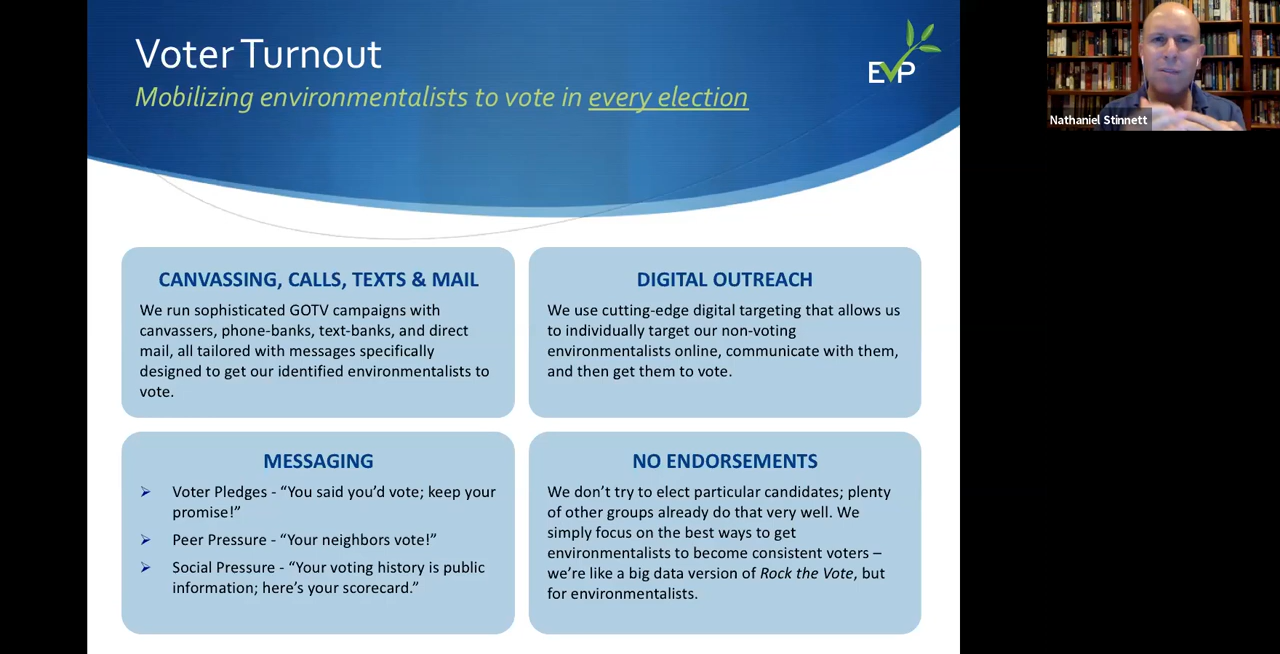 Voter Turnout
Mobilizing environmentalists to vote in every election
EVP
Nathaniel Stinnett
CANVASSING, CALLS, TEXTS & MAIL
We run sophisticated GOTV campaigns with
canvassers, phone-banks, text-banks, and direct
mail, all tailored with messages specifically
designed to get our identified environmentalists to
vote.
DIGITAL OUTREACH
We use cutting-edge digital targeting that allows us
to individually target our non-voting
environmentalists online, communicate with them,
and then get them to vote.
MESSAGING
Voter Pledges - “You said you’d vote; keep your
promise!”
Peer Pressure - “Your neighbors vote!”
Social Pressure - “Your voting history is public
information; here’s your scorecard.”
NO ENDORSEMENTS
We don’t try to elect particular candidates; plenty
of other groups already do that very well. We
simply focus on the best ways to get
environmentalists to become consistent voters –
we’re like a big data version of Rock the Vote, but
for environmentalists.